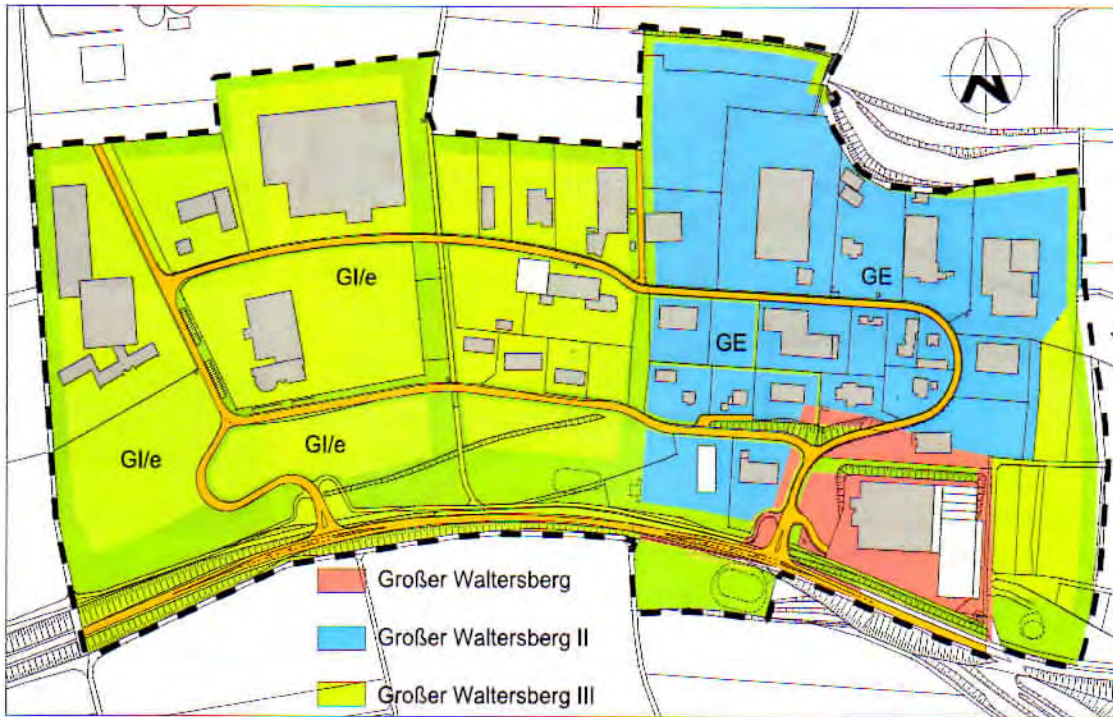 N
GI/e
GE
GE
GI/e
GI/e
Großer Waltersberg
Großer Waltersberg II
Großer Waltersberg III